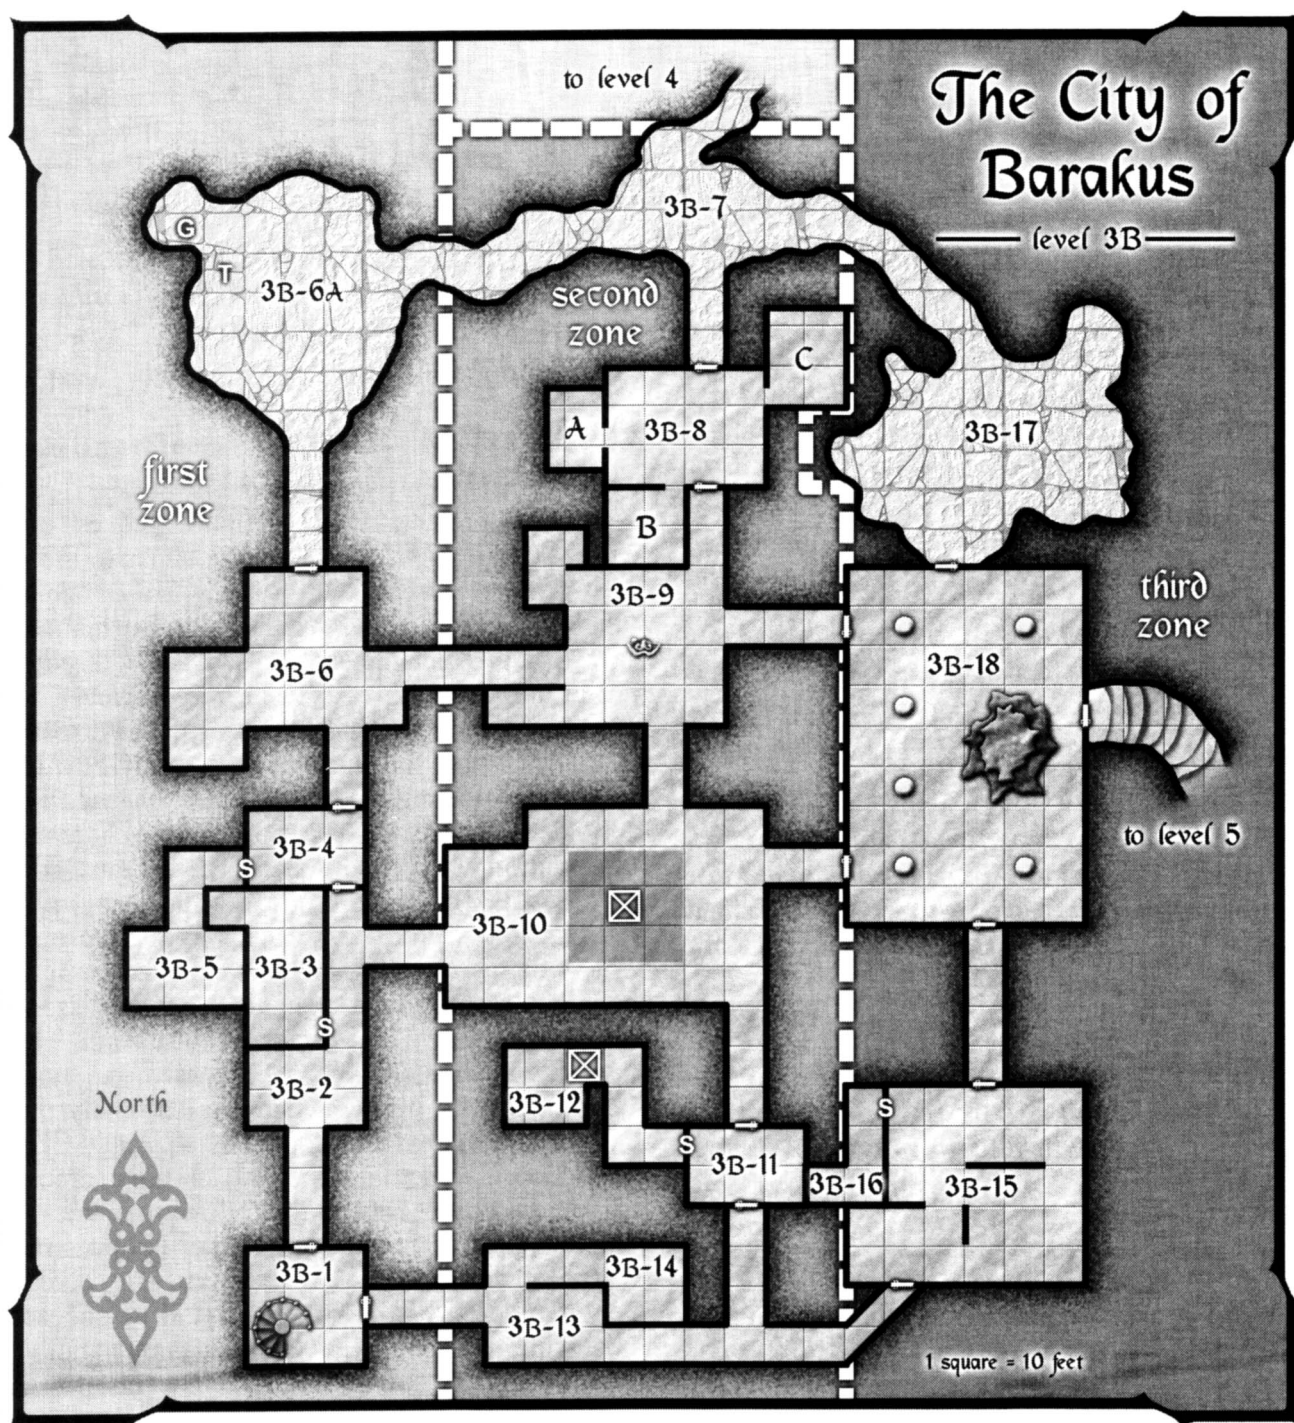 to level 4
The City of
Barakus
level 3B
G
T
3B-6A
3B-7
second
zone
C
A
3B-8
3B-17
first
zone
B
3B-9
third
zone
3B-6
3B-18
to level 5
3B-4
S
3B-10
3B-5
3B-3
S
3B-2
North
3B-12
S
S
3B-11
3B-16
3B-15
3B-1
3B-14
3B-13
1 square = 10 feet